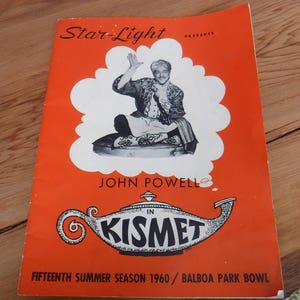 Star-Light PRESENTS
JOHN POWELL
IN
KISMET
FIFTEENTH SUMMER SEASON 1960 / BALBOA PARK BOWL